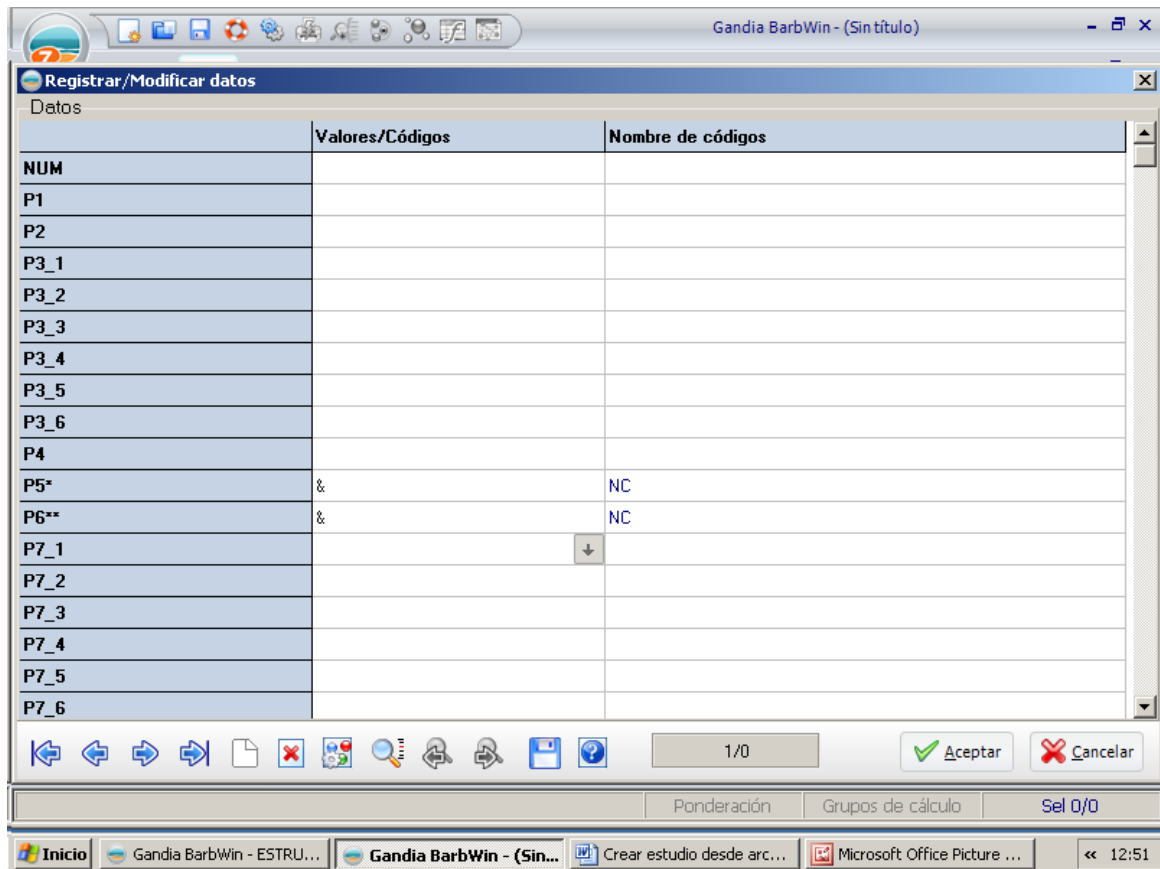 Gandia BarbWin - (Sin título)
7
Registrar/Modificar datos
Datos
Valores/Códigos Nombre de códigos
NUM
P1
P2
P3_1
P3_2
P3_3
P3_4
P3_5
P3_6
P4
P5* & NC
P6** & NC
P7_1
P7_2
P7_3
P7_4
P7_5
P7_6
1/0 Aceptar Cancelar
Ponderación Grupos de cálculo Sel 0/0
Inicio Gandia BarbWin - ESTRU... Gandia BarbWin - (Sin... Crear estudio desde arc... Microsoft Office Picture ... « 12:51